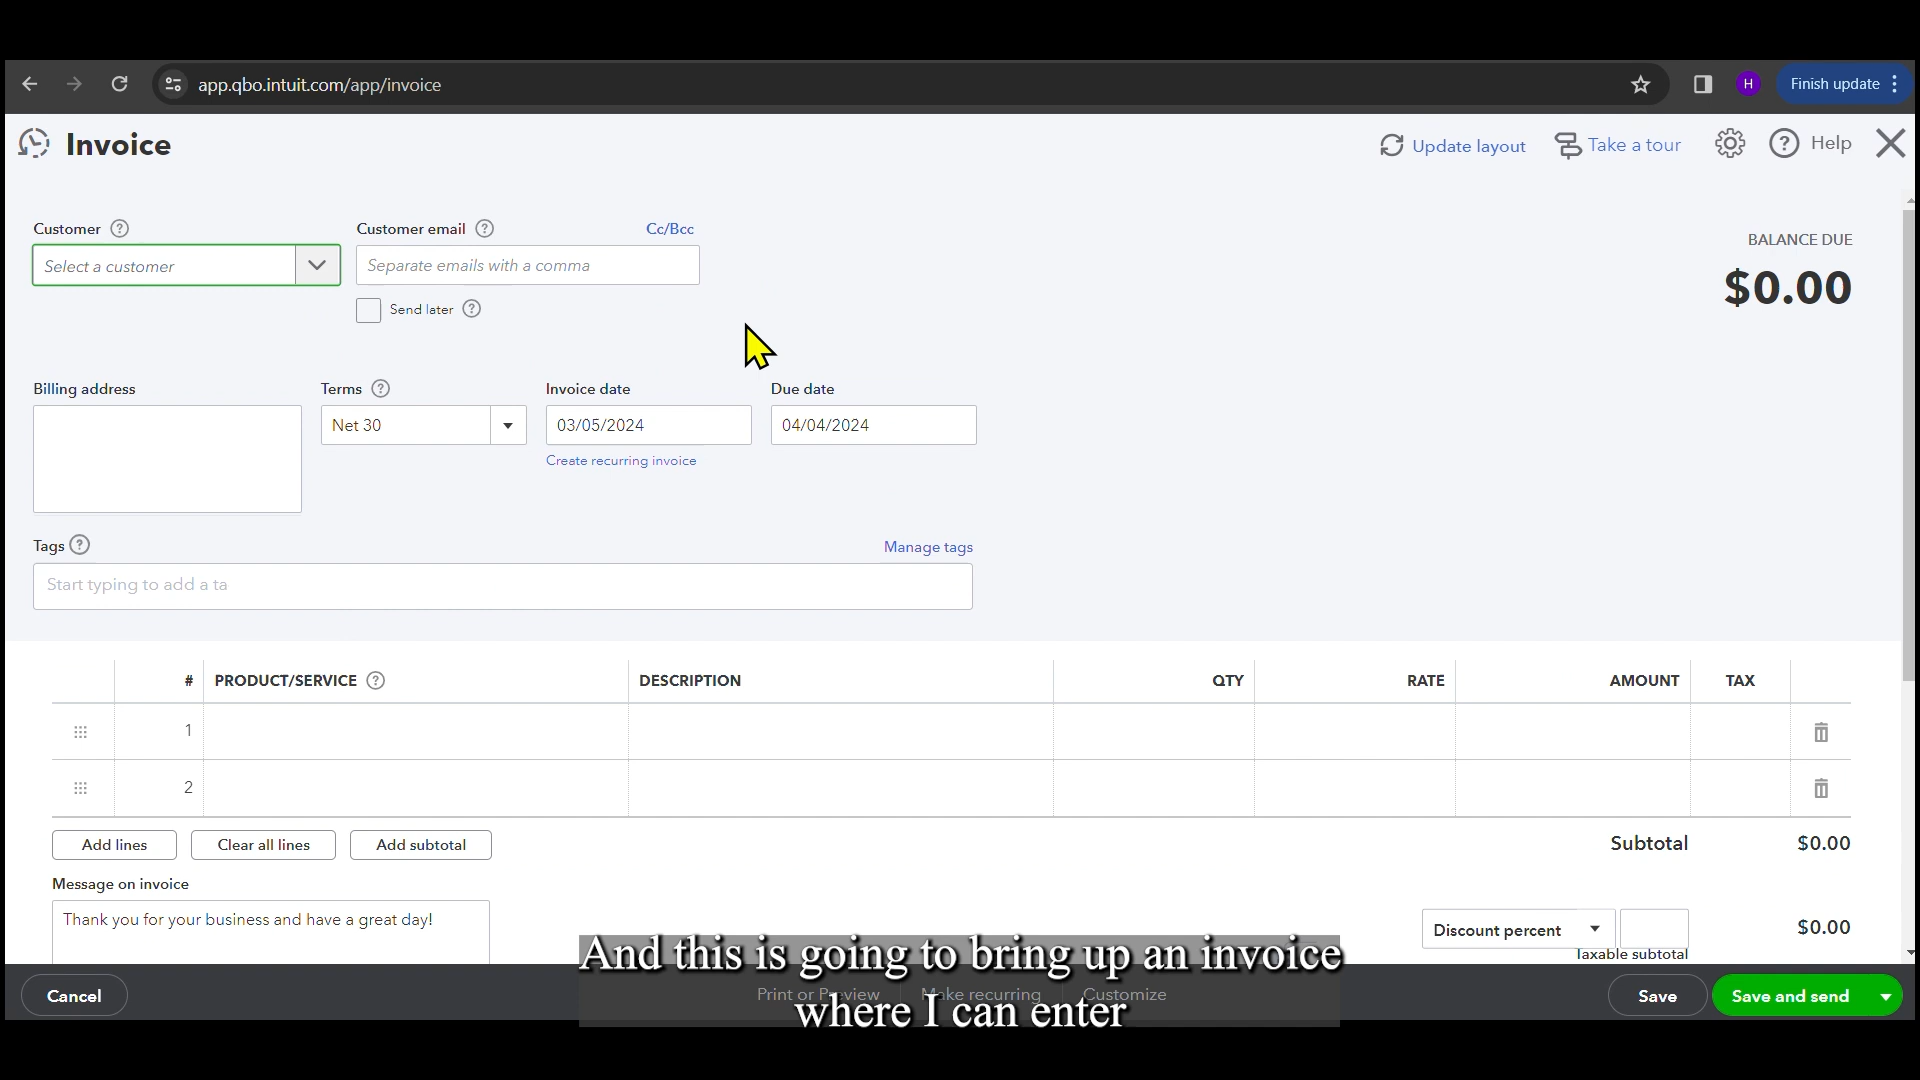 app.qbo.intuit.com/app/invoice
H
Finish update
Invoice
Update layout
Take a tour
Help
Customer
Customer email
Cc/Bcc
BALANCE DUE
Select a customer
Separate emails with a comma
$0.00
Send later
Billing address
Terms
Invoice date
Due date
Net 30
03/05/2024
04/04/2024
Create recurring invoice
Tags
Manage tags
Start typing to add a ta
# PRODUCT/SERVICE DESCRIPTION QTY RATE AMOUNT TAX
1
2
Add lines
Clear all lines
Add subtotal
Subtotal $0.00
Message on invoice
Thank you for your business and have a great day!
Discount percent
$0.00
Taxable subtotal
And this is going to bring up an invoice
where I can enter
Cancel
Print or Preview
Make recurring
Customize
Save
Save and send